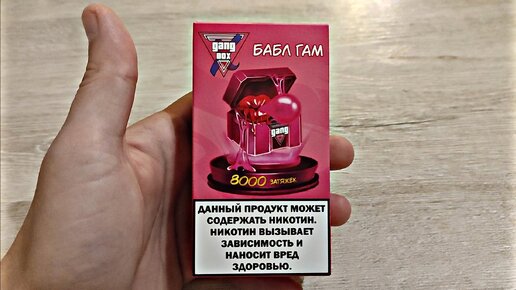 gang
BOX
БАБЛ ГАМ
gang
8000 ЗАТЯЖЕК
ДАННЫЙ ПРОДУКТ МОЖЕТ
СОДЕРЖАТЬ НИКОТИН.
НИКОТИН ВЫЗЫВАЕТ
ЗАВИСИМОСТЬ И
НАНОСИТ ВРЕД
ЗДОРОВЬЮ.